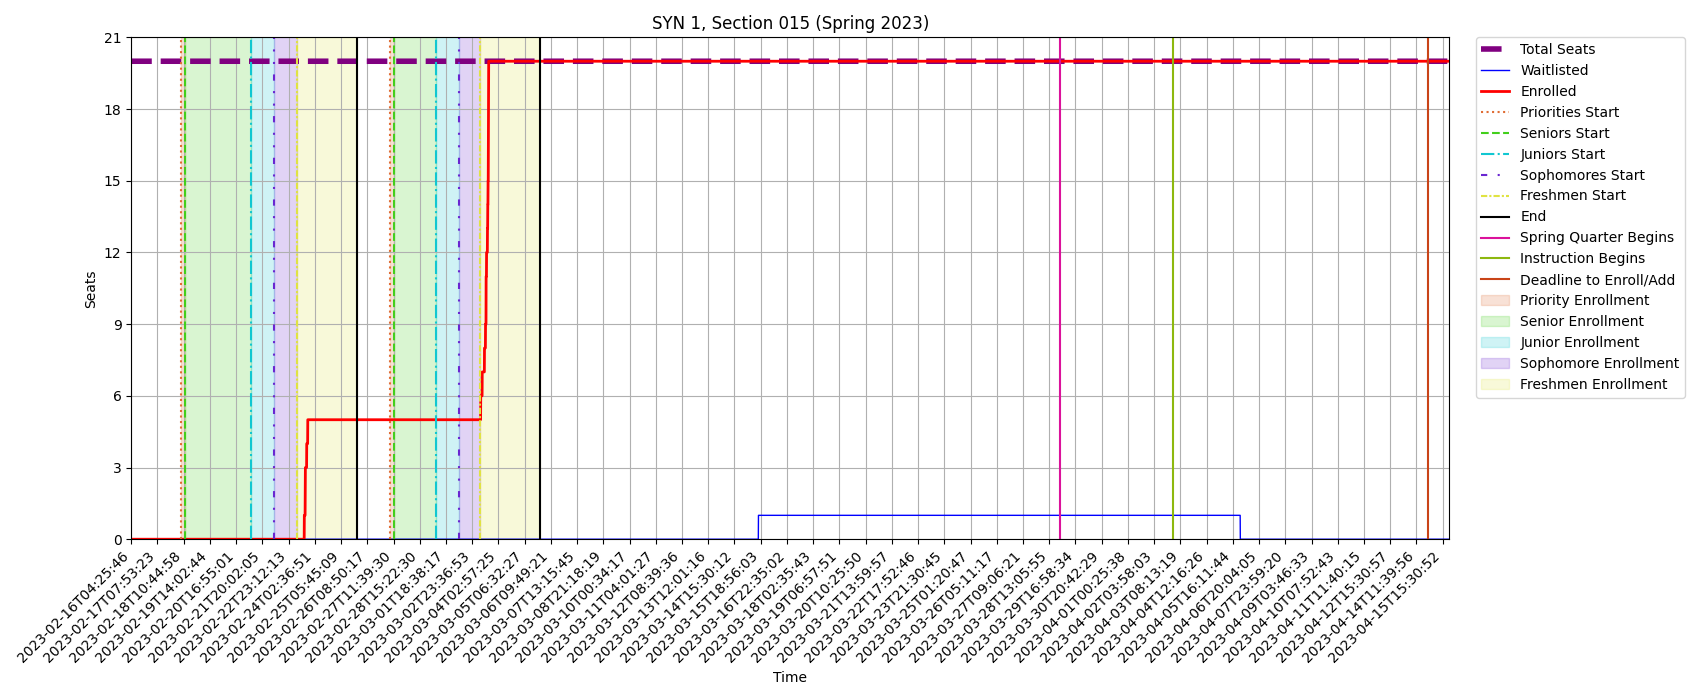 SYN 1, Section 015 (Spring 2023)
Seats
21
18
15
12
9
6
3
0
2023-02-16T04:25:46
2023-02-17T07:53:23
2023-02-18T10:44:58
2023-02-19T14:02:44
2023-02-20T16:55:01
2023-02-21T20:02:05
2023-02-22T23:12:13
2023-02-24T02:36:51
2023-02-25T05:45:09
2023-02-26T08:50:17
2023-02-27T11:39:30
2023-02-28T15:22:30
2023-03-01T18:38:17
2023-03-02T23:36:53
2023-03-04T02:57:25
2023-03-05T06:32:27
2023-03-06T09:49:21
2023-03-07T13:15:45
2023-03-08T21:18:19
2023-03-10T00:34:17
2023-03-11T04:01:27
2023-03-12T08:39:36
2023-03-13T12:01:16
2023-03-14T15:30:12
2023-03-15T18:56:03
2023-03-16T22:35:02
2023-03-18T02:35:43
2023-03-19T06:57:51
2023-03-20T10:25:50
2023-03-21T13:59:57
2023-03-22T17:52:46
2023-03-23T21:30:45
2023-03-25T01:20:47
2023-03-26T05:11:17
2023-03-27T09:06:21
2023-03-28T13:05:55
2023-03-29T16:58:34
2023-03-30T20:42:29
2023-04-01T00:25:38
2023-04-02T03:58:03
2023-04-03T08:13:19
2023-04-04T12:16:26
2023-04-05T16:11:44
2023-04-06T20:04:05
2023-04-07T23:59:20
2023-04-09T03:46:33
2023-04-10T07:52:43
2023-04-11T11:40:15
2023-04-12T15:30:57
2023-04-14T11:39:56
2023-04-15T15:30:52
Time
Total Seats
Waitlisted
Enrolled
Priorities Start
Seniors Start
Juniors Start
Sophomores Start
Freshmen Start
End
Spring Quarter Begins
Instruction Begins
Deadline to Enroll/Add
Priority Enrollment
Senior Enrollment
Junior Enrollment
Sophomore Enrollment
Freshmen Enrollment